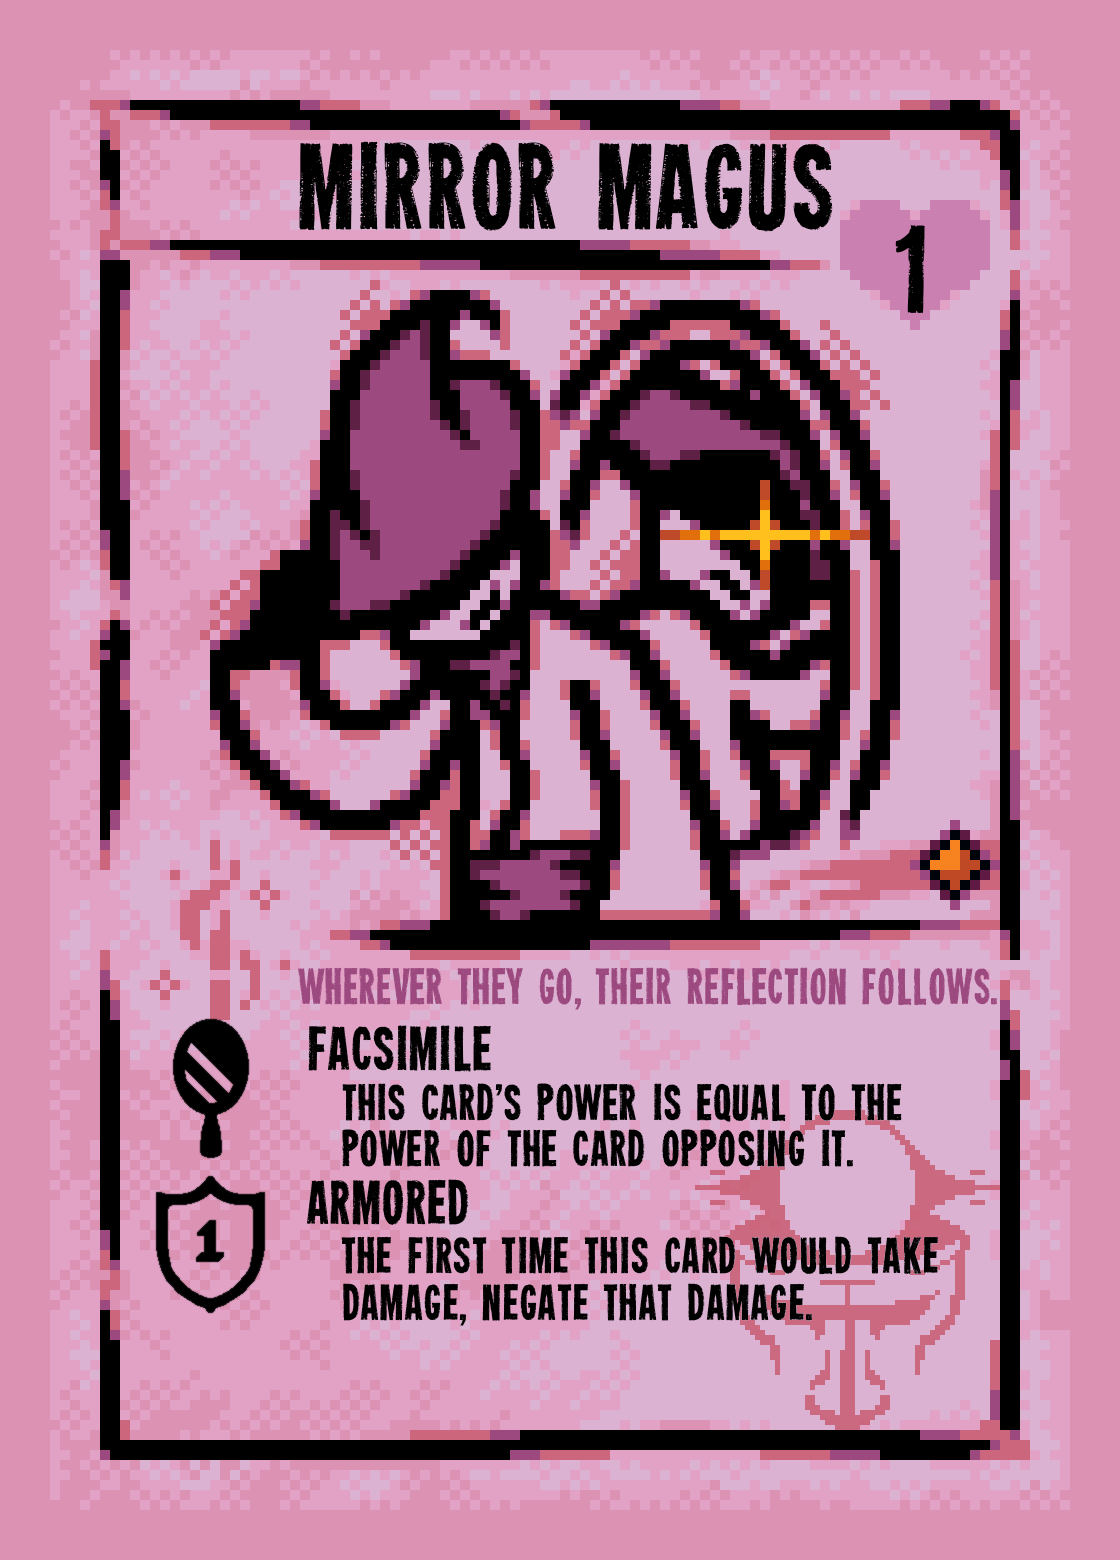 MIRROR MAGUS
1
WHEREVER THEY GO, THEIR REFLECTION FOLLOWS.
FACSIMILE
THIS CARD'S POWER IS EQUAL TO THE
POWER OF THE CARD OPPOSING IT.
ARMORED
1
THE FIRST TIME THIS CARD WOULD TAKE
DAMAGE, NEGATE THAT DAMAGE.